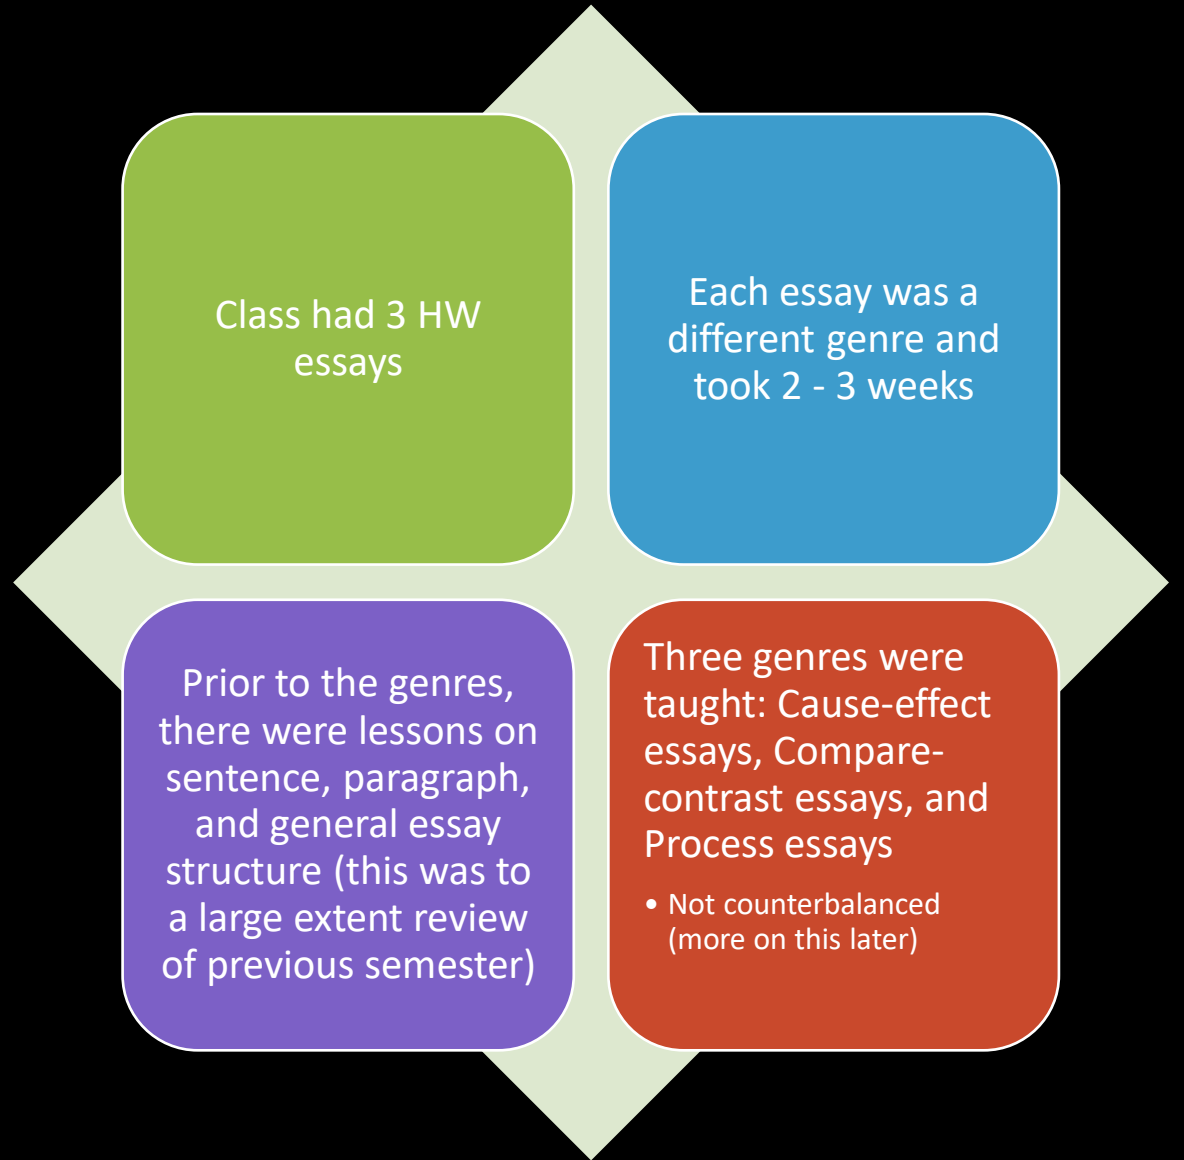 Class had 3 HW
essays
Each essay was a
different genre and
took 2 - 3 weeks
Prior to the genres,
there were lessons on
sentence, paragraph,
and general essay
structure (this was to
a large extent review
of previous semester)
Three genres were
taught: Cause-effect
essays, Compare-
contrast essays, and
Process essays
• Not counterbalanced
(more on this later)